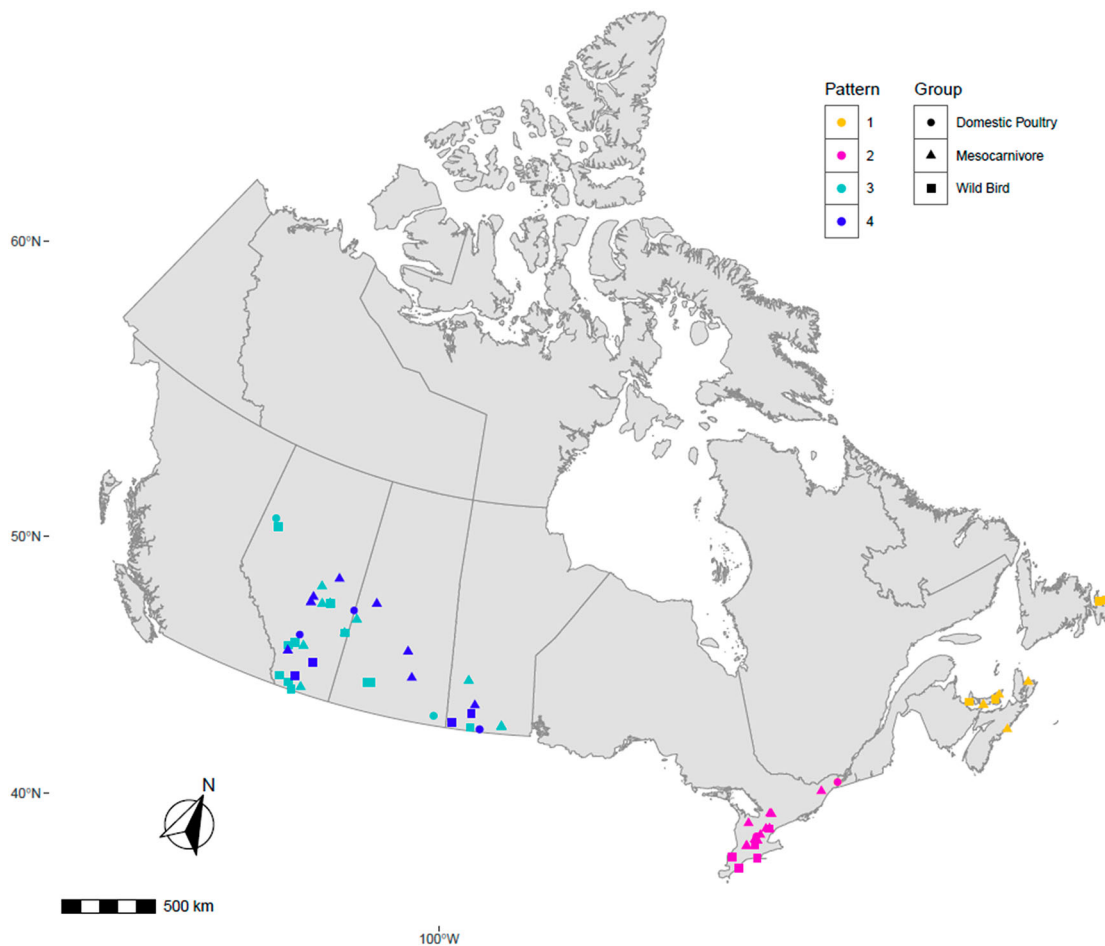 Pattern
1
2
3
4
Group
Domestic Poultry
Mesocarnivore
Wild Bird
60°N
50°N
40°N
N
500 km
100°W